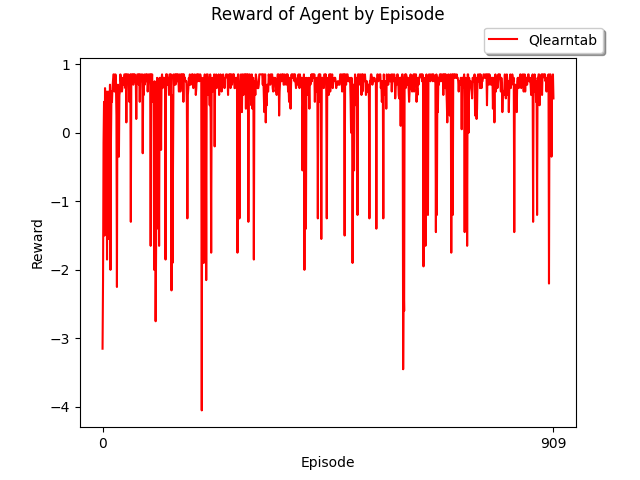 Reward of Agent by Episode
Qlearntab
1
0
−1
−2
−3
−4
Reward
0
909
Episode